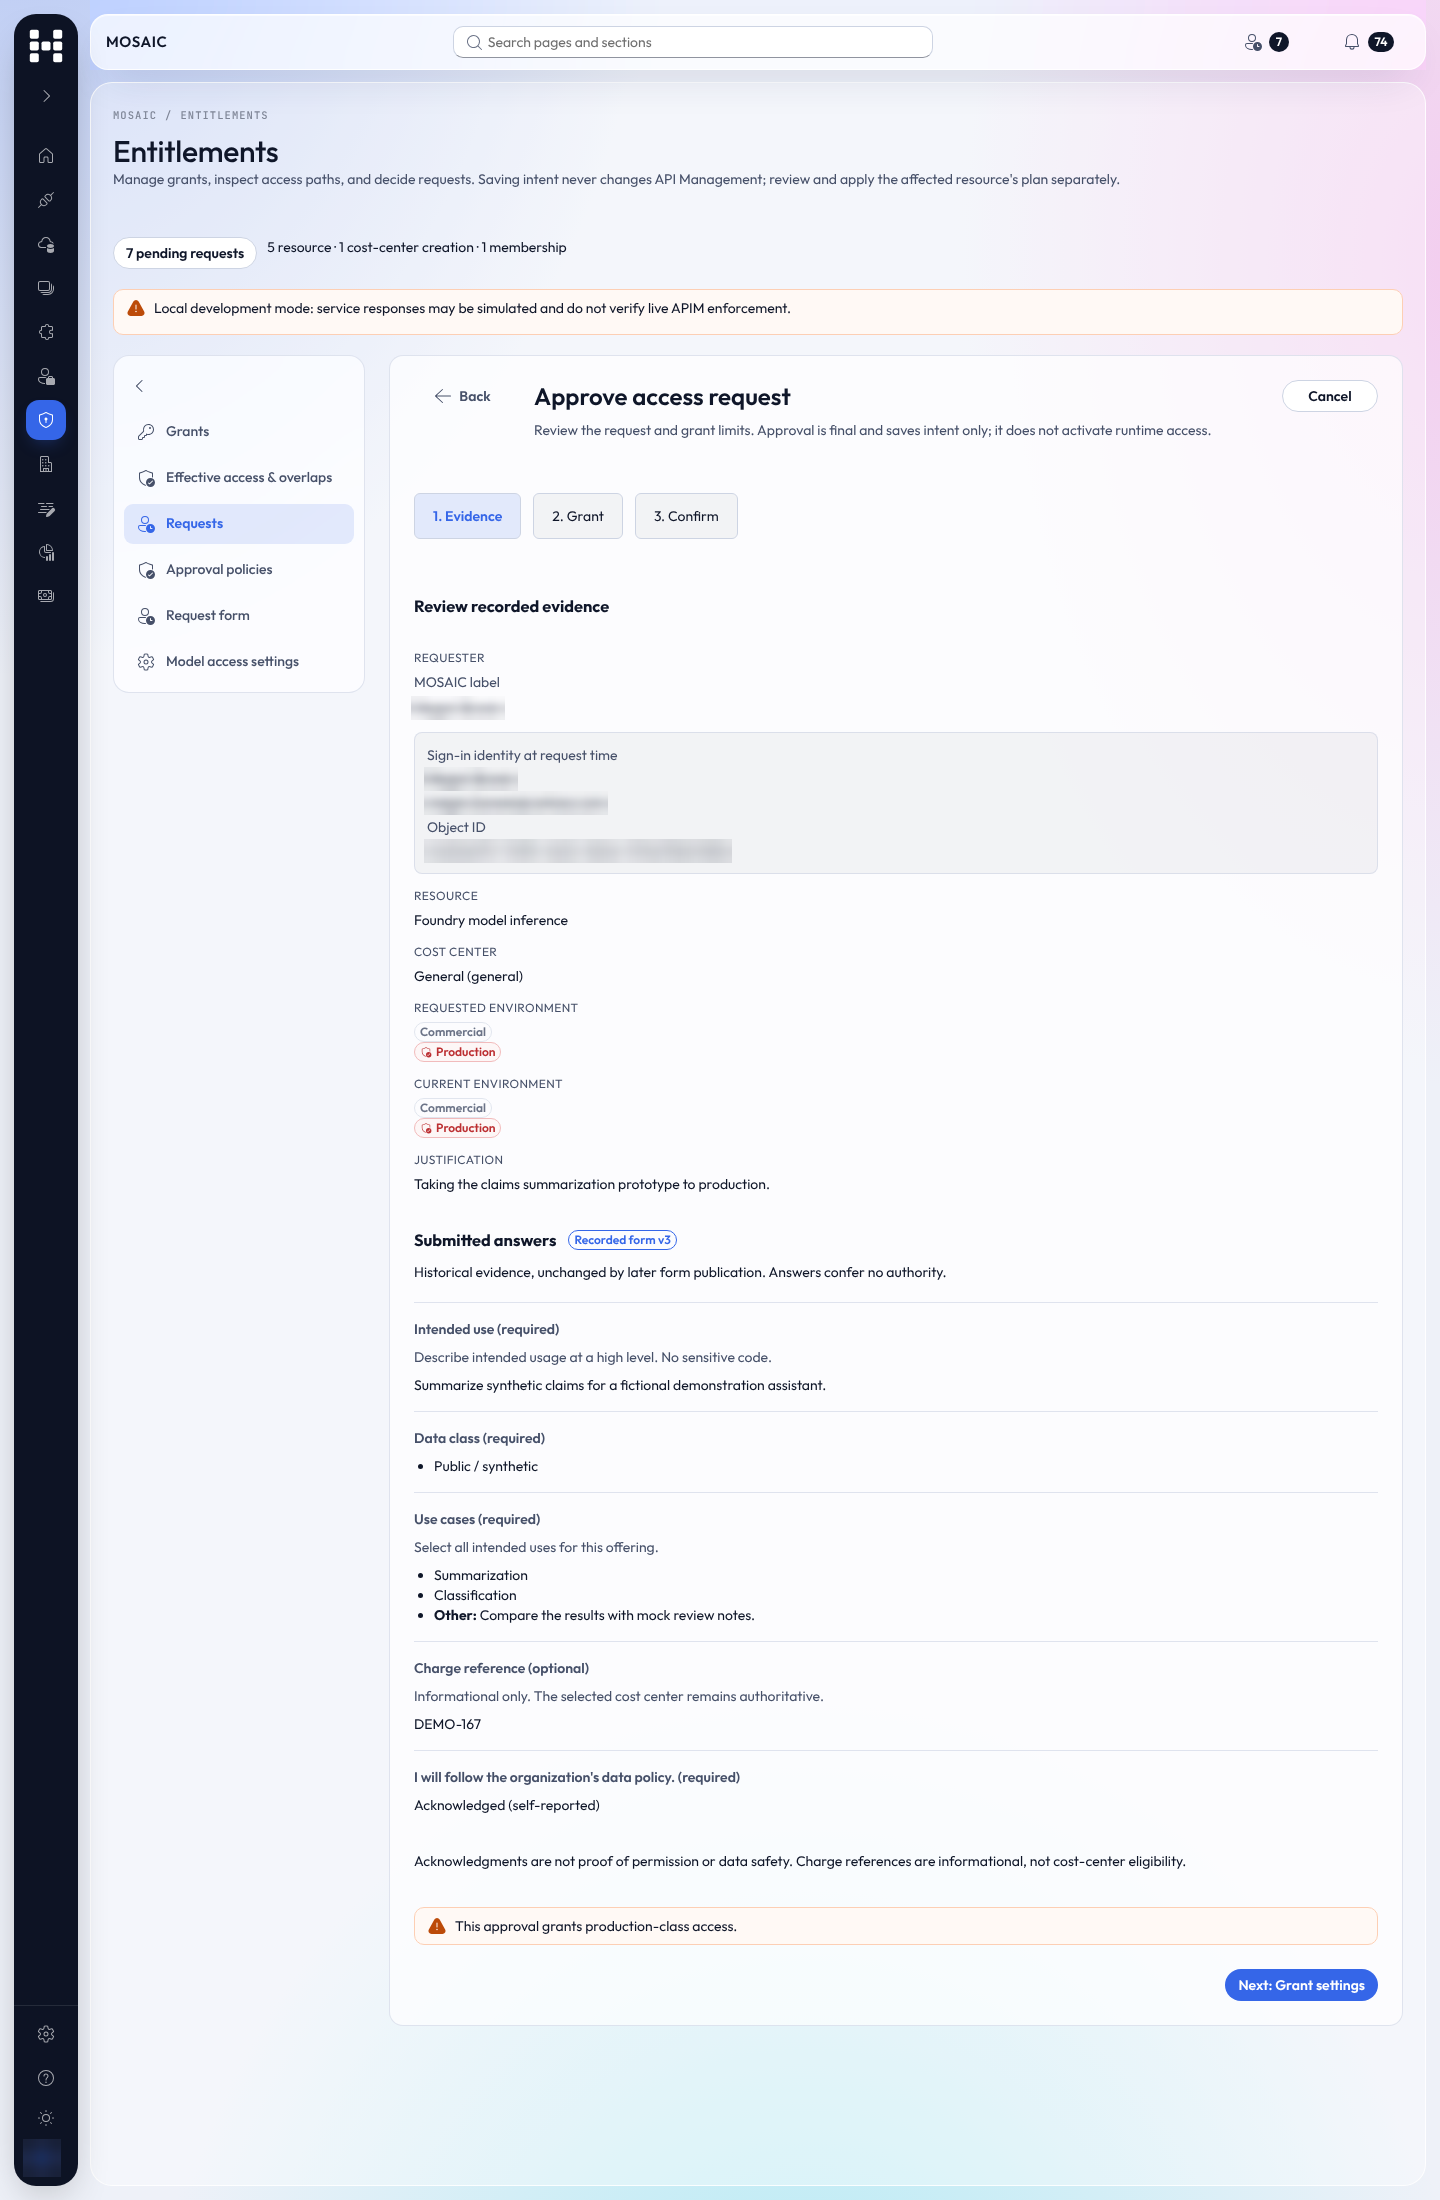 MOSAIC
Search pages and sections
7
74
MOSAIC / ENTITLEMENTS
Entitlements
Manage grants, inspect access paths, and decide requests. Saving intent never changes API Management; review and apply the affected resource's plan separately.
7 pending requests
5 resource · 1 cost-center creation · 1 membership
Local development mode: service responses may be simulated and do not verify live APIM enforcement.
Grants
Effective access & overlaps
Requests
Approval policies
Request form
Model access settings
Back
Approve access request
Cancel
Review the request and grant limits. Approval is final and saves intent only; it does not activate runtime access.
1. Evidence
2. Grant
3. Confirm
Review recorded evidence
REQUESTER
MOSAIC label
Sign-in identity at request time
Object ID
RESOURCE
Foundry model inference
COST CENTER
General (general)
REQUESTED ENVIRONMENT
Commercial
Production
CURRENT ENVIRONMENT
Commercial
Production
JUSTIFICATION
Taking the claims summarization prototype to production.
Submitted answers
Recorded form v3
Historical evidence, unchanged by later form publication. Answers confer no authority.
Intended use (required)
Describe intended usage at a high level. No sensitive code.
Summarize synthetic claims for a fictional demonstration assistant.
Data class (required)
Public / synthetic
Use cases (required)
Select all intended uses for this offering.
Summarization
Classification
Other: Compare the results with mock review notes.
Charge reference (optional)
Informational only. The selected cost center remains authoritative.
DEMO-167
I will follow the organization's data policy. (required)
Acknowledged (self-reported)
Acknowledgments are not proof of permission or data safety. Charge references are informational, not cost-center eligibility.
This approval grants production-class access.
Next: Grant settings